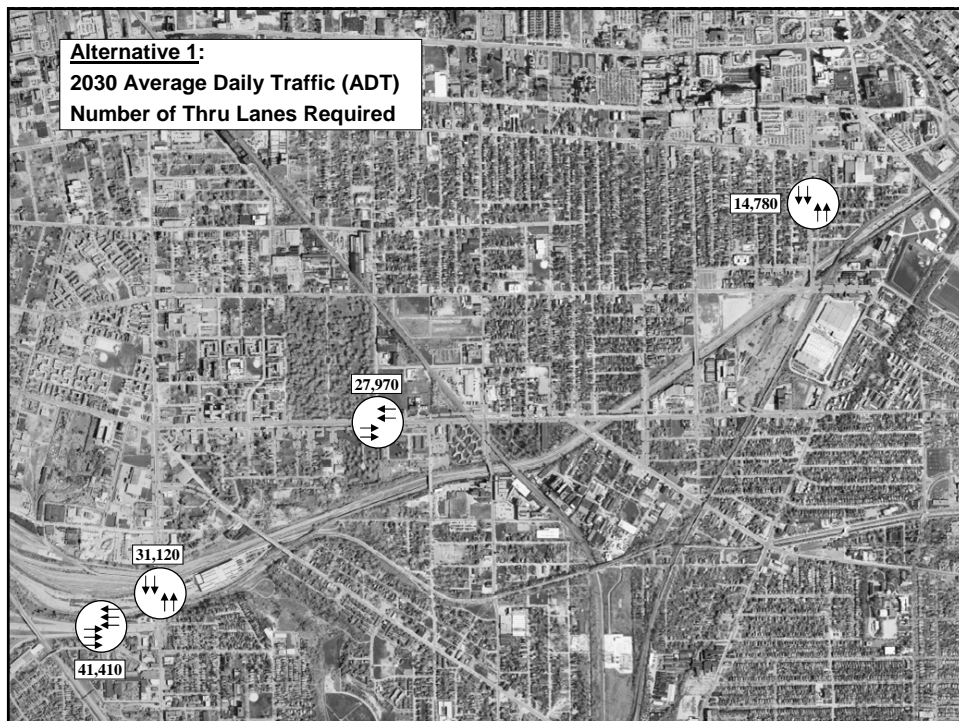 Alternative 1:
2030 Average Daily Traffic (ADT)
Number of Thru Lanes Required
14,780
27,970
31,120
41,410